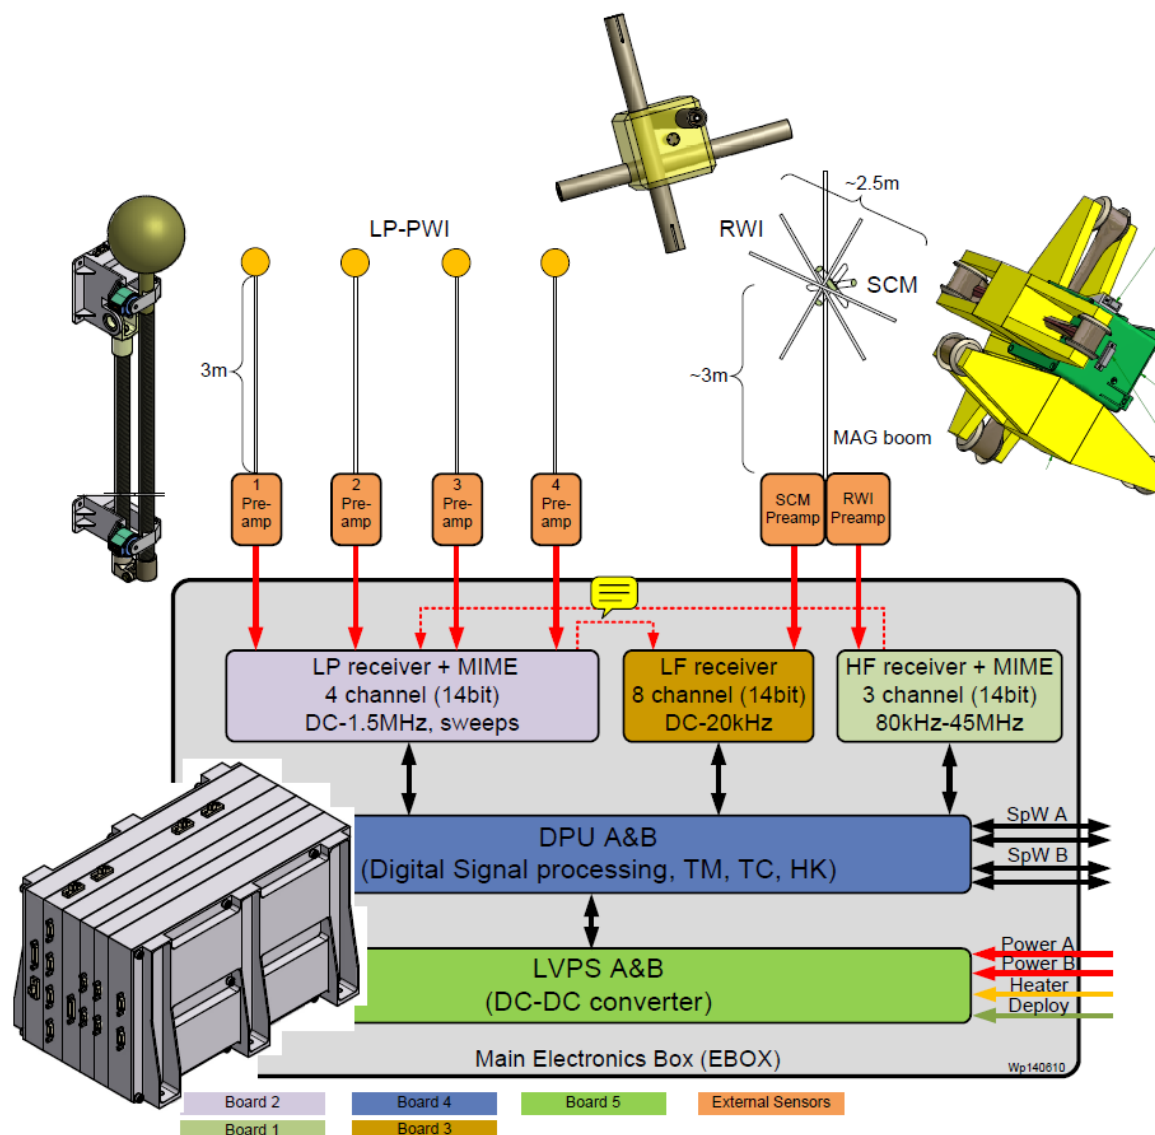 ~2.5m
LP-PWI
RWI
SCM
3m
~3m
MAG boom
1
Pre-
amp
2
Pre-
amp
3
Pre-
amp
4
Pre-
amp
SCM
Preamp
RWI
Preamp
LP receiver + MIME
4 channel (14bit)
DC-1.5MHz, sweeps
LF receiver
8 channel (14bit)
DC-20kHz
HF receiver + MIME
3 channel (14bit)
80kHz-45MHz
DPU A&B
(Digital Signal processing, TM, TC, HK)
SpW A
SpW B
LVPS A&B
(DC-DC converter)
Power A
Power B
Heater
Deploy
Main Electronics Box (EBOX)
Wp140610
Board 2
Board 4
Board 5
External Sensors
Board 1
Board 3